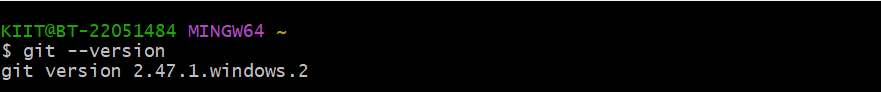 KIIT@BT-22051484 MINGW64 ~
$ git --version
git version 2.47.1.windows.2